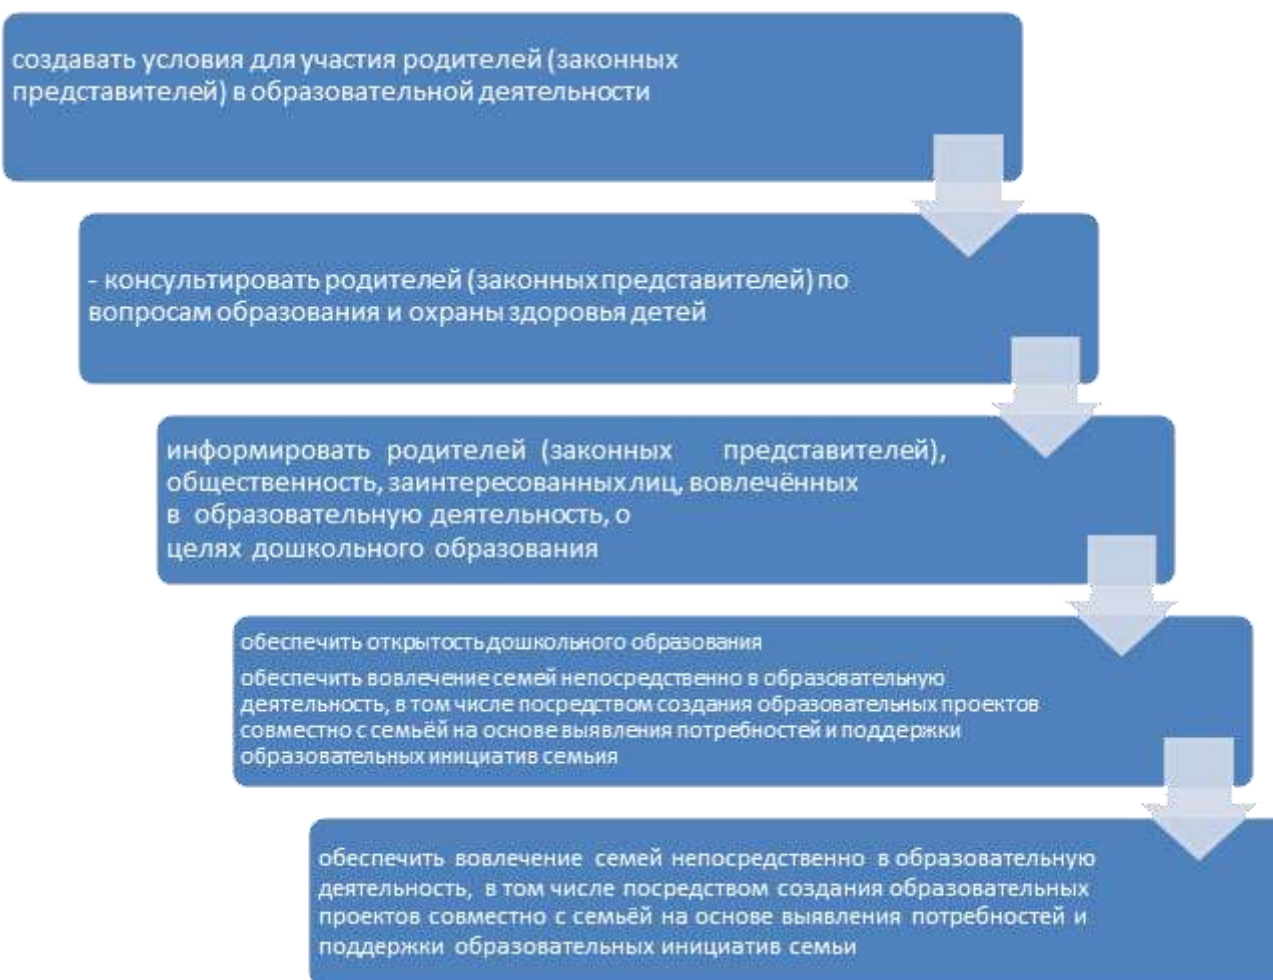 создавать условия для участия родителей (законных
представителей) в образовательной деятельности
- консультировать родителей (законных представителей) по
вопросам образования и охраны здоровья детей
информировать родителей (законных представителей),
общественность, заинтересованных лиц, вовлечённых
в образовательную деятельность, о
целях дошкольного образования
обеспечить открытость дошкольного образования
обеспечить вовлечение семей непосредственно в образовательную
деятельность, в том числе посредством создания образовательных проектов
совместно с семьёй на основе выявления потребностей и поддержки
образовательных инициатив семьия
обеспечить вовлечение семей непосредственно в образовательную
деятельность, в том числе посредством создания образовательных
проектов совместно с семьёй на основе выявления потребностей и
поддержки образовательных инициатив семьи